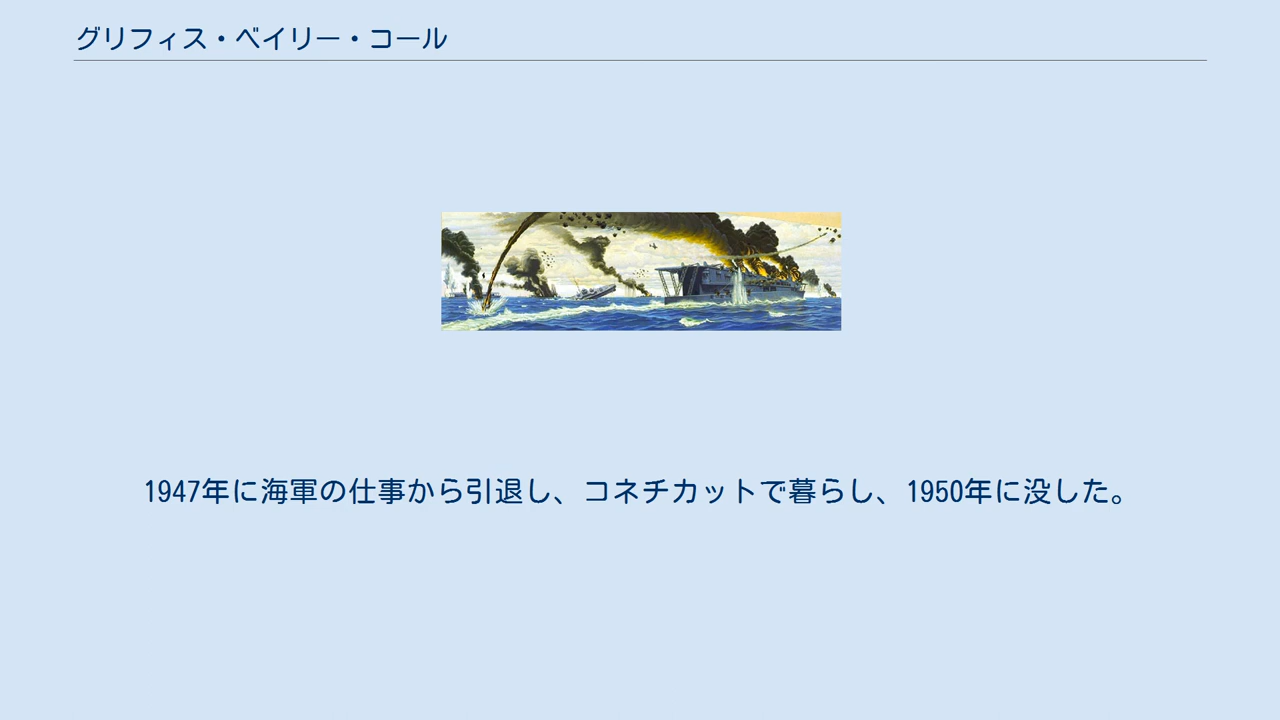 グリフィス・ベイリー・コール
1947年に海軍の仕事から引退し、コネチカットで暮らし、1950年に没した。